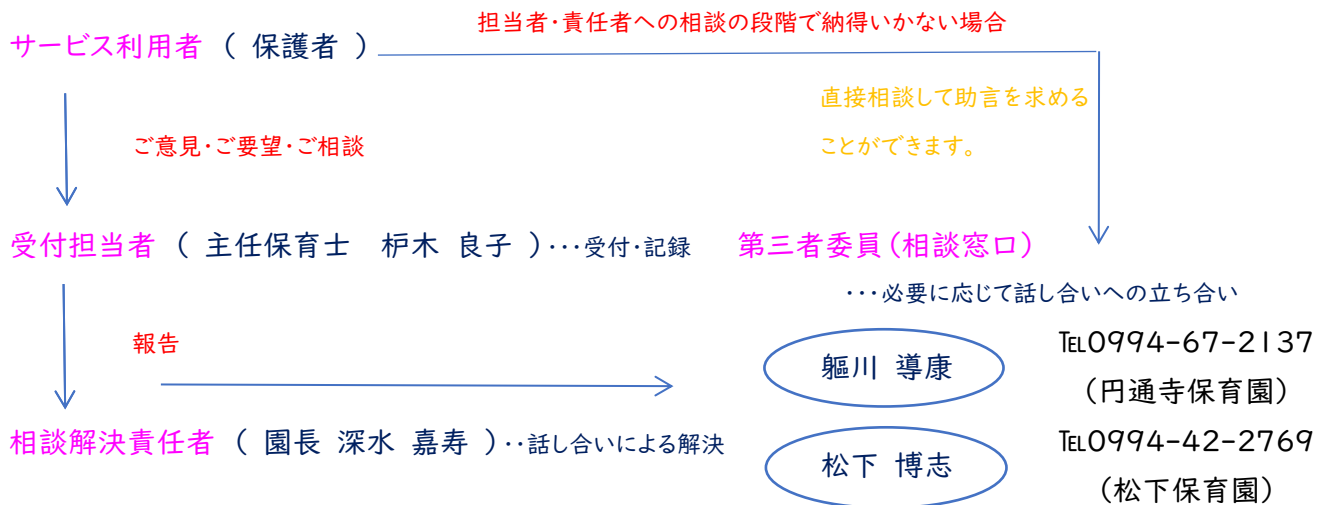 担当者・責任者への相談の段階で納得いかない場合
サービス利用者 ( 保護者 )
直接相談して助言を求める
ことができます。
ご意見・ご要望・ご相談
受付担当者 ( 主任保育士 枦木 良子 )・・・受付・記録
第三者委員(相談窓口)
・・・必要に応じて話し合いへの立ち合い
報告
軀川 導康
℡0994-67-2137
(円通寺保育園)
相談解決責任者 ( 園長 深水 嘉寿 )・・話し合いによる解決
松下 博志
℡0994-42-2769
(松下保育園)